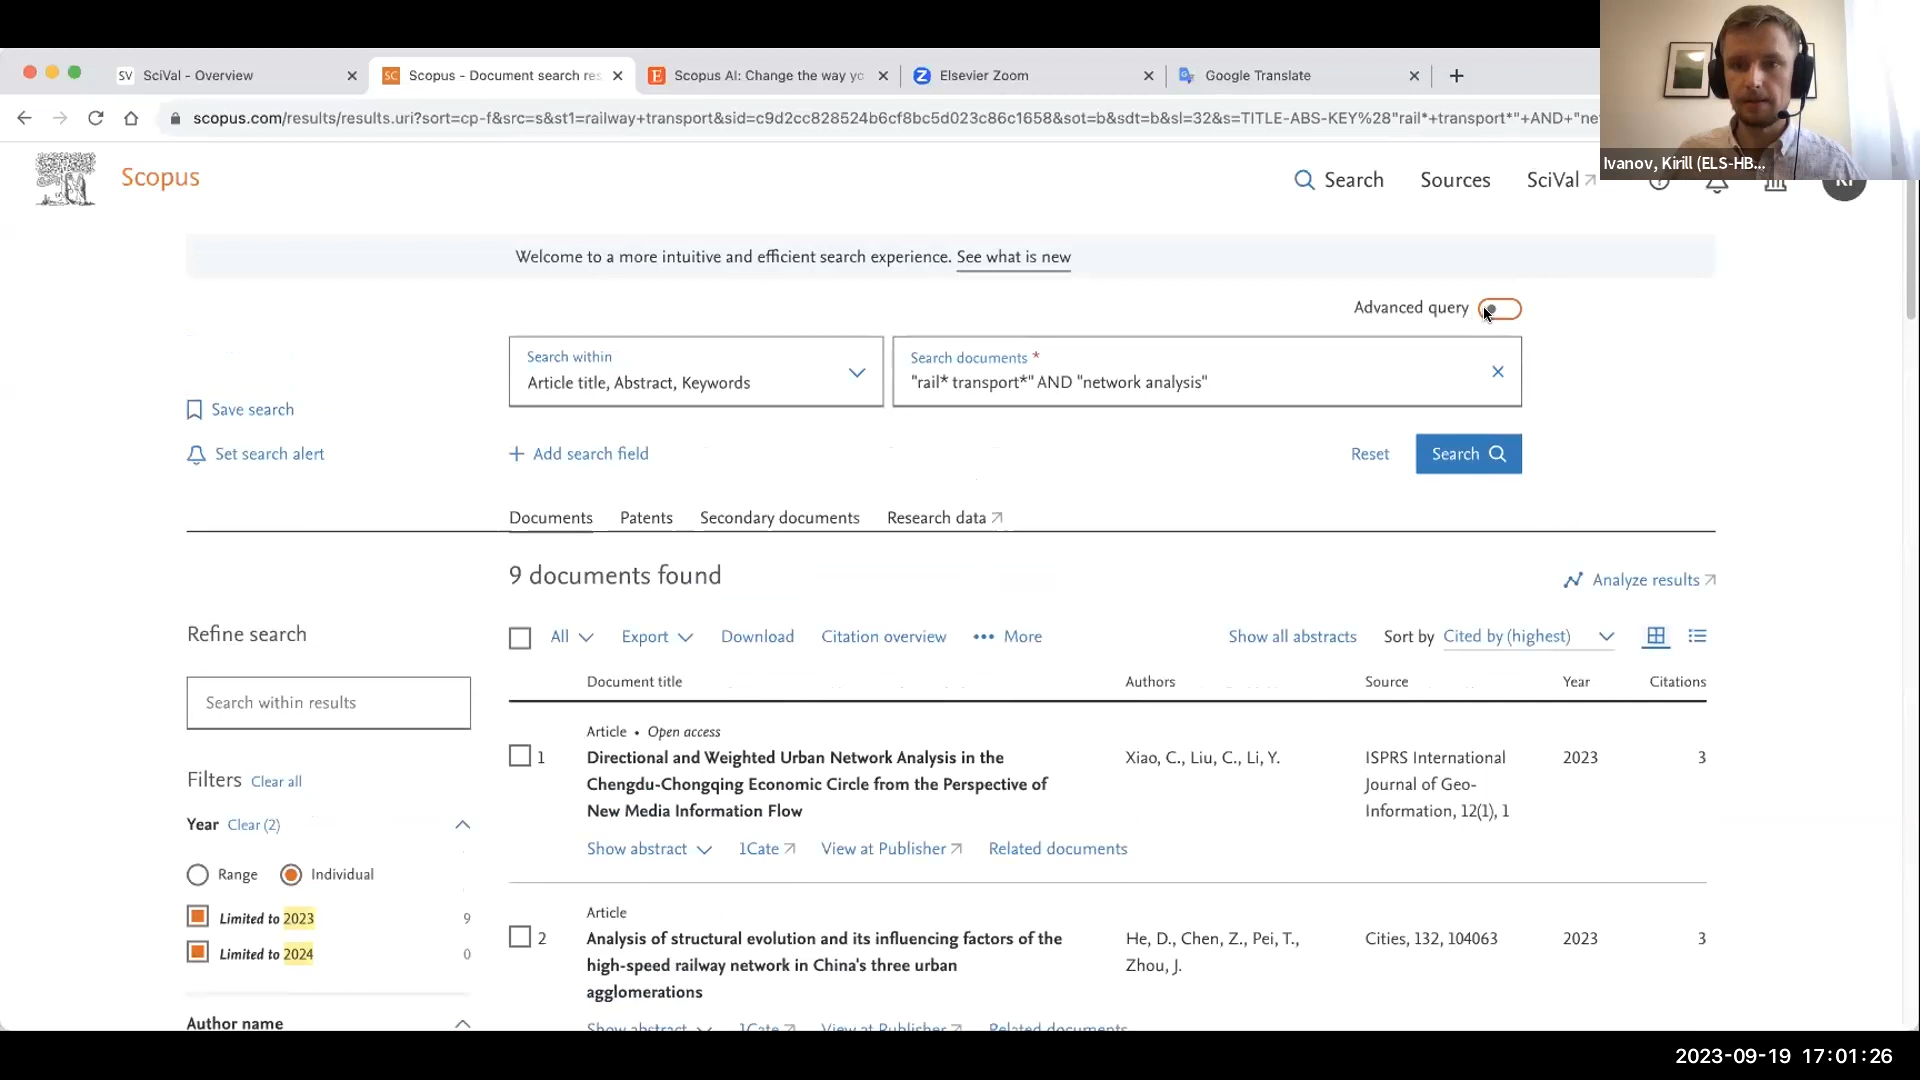 SciVal - Overview
Scopus - Document search res
Scopus AI: Change the way yo
Elsevier Zoom
Google Translate
scopus.com/results/results.uri?sort=cp-f&src=s&st1=railway+transport&sid=c9d2cc828524b6cf8bc5d023c86c1658&sot=b&sdt=b&sl=32&s=TITLE-ABS-KEY%28"rail*+transport*"+AND+"ne
Ivanov, Kirill (ELS-HB...
Scopus
Search
Sources
SciVal
Welcome to a more intuitive and efficient search experience. See what is new
Advanced query
Search within
Article title, Abstract, Keywords
Search documents *
"rail* transport*" AND "network analysis"
Save search
Set search alert
Add search field
Reset
Search
Documents
Patents
Secondary documents
Research data
9 documents found
Analyze results
Refine search
All
Export
Download
Citation overview
More
Show all abstracts
Sort by Cited by (highest)
Document title
Authors
Source
Year
Citations
Search within results
Filters Clear all
Year Clear (2)
Range
Individual
Limited to 2023
9
Limited to 2024
0
Author name
Article • Open access
1
Directional and Weighted Urban Network Analysis in the
Chengdu-Chongqing Economic Circle from the Perspective of
New Media Information Flow
Xiao, C., Liu, C., Li, Y.
ISPRS International
Journal of Geo-
Information, 12(1), 1
2023
3
Show abstract
1Cate
View at Publisher
Related documents
Article
2
Analysis of structural evolution and its influencing factors of the
high-speed railway network in China's three urban
agglomerations
He, D., Chen, Z., Pei, T.,
Zhou, J.
Cities, 132, 104063
2023
3
Show abstract
1Cate
View at Publisher
Related documents
2023-09-19 17:01:26